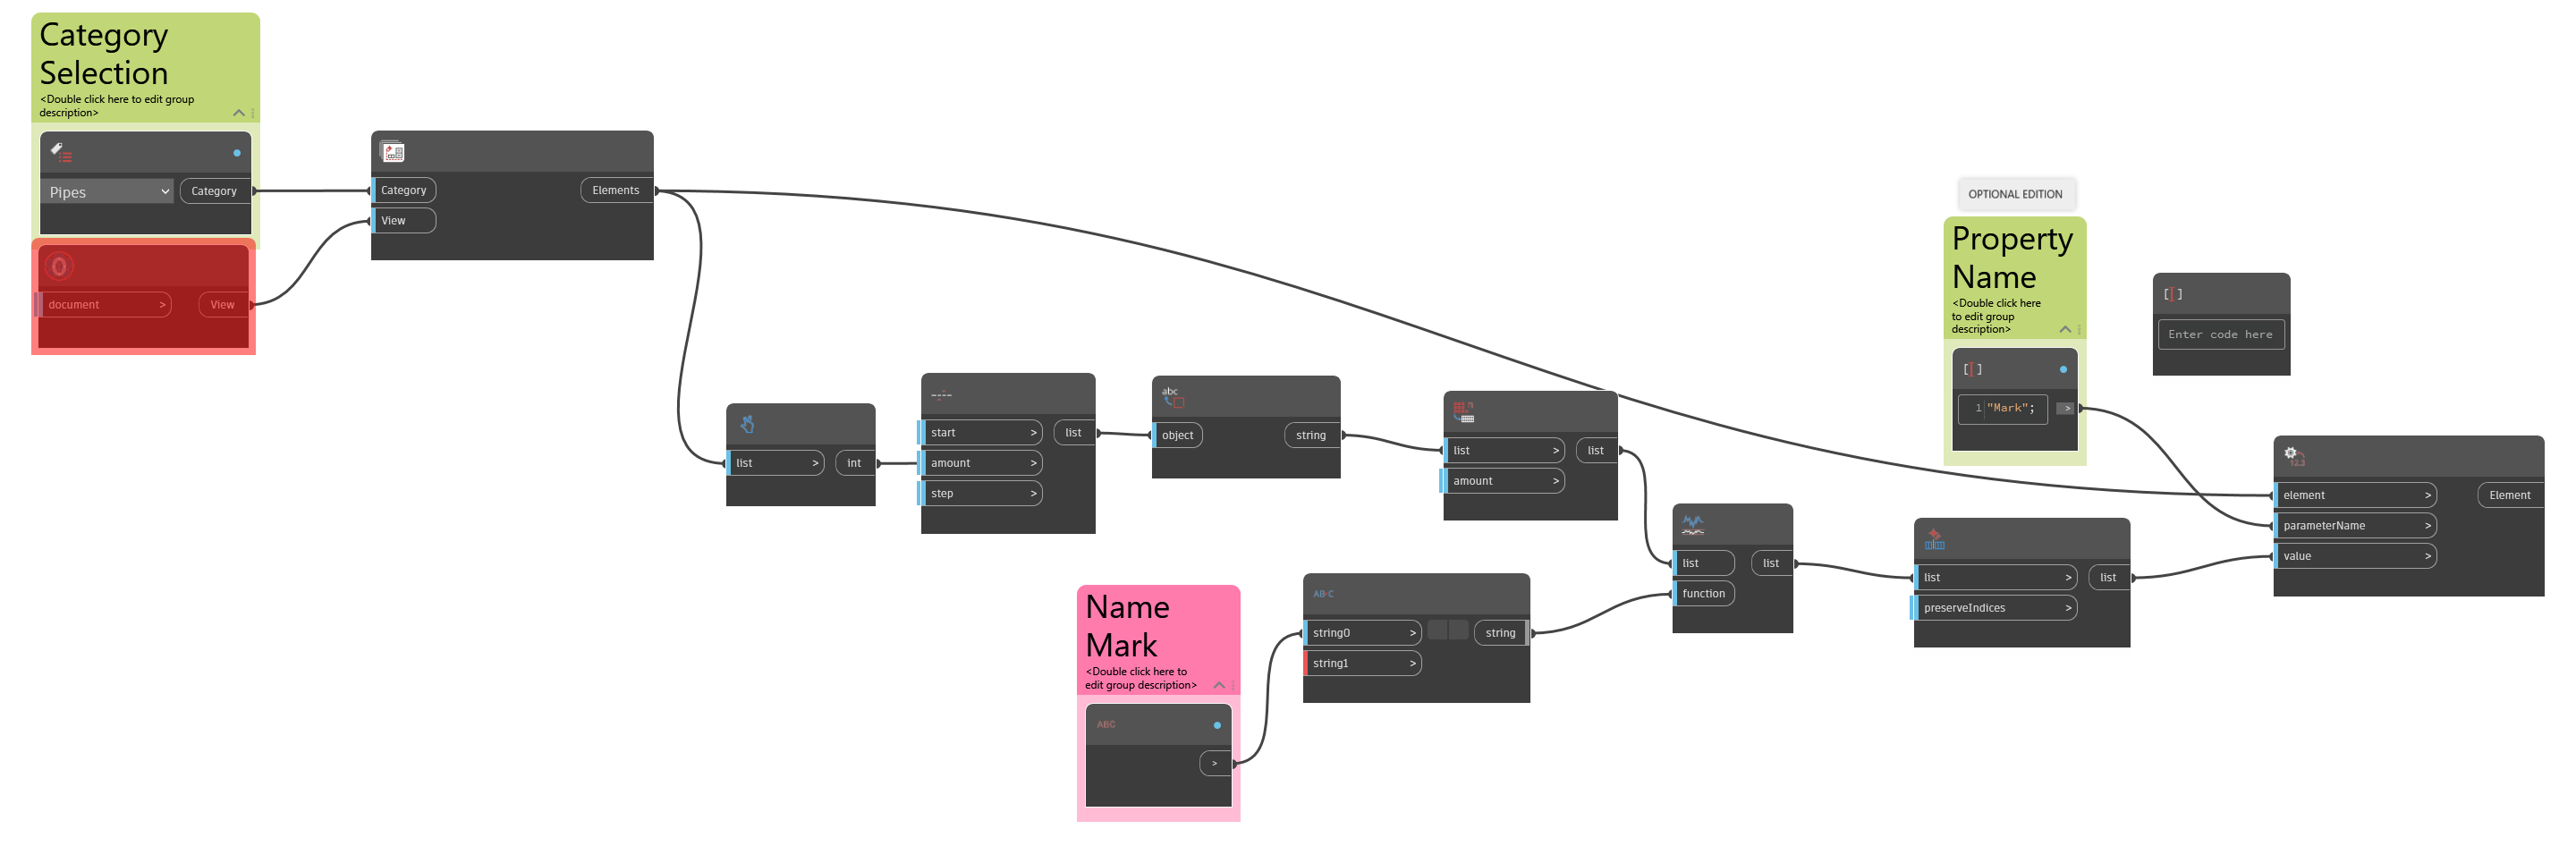 Category
Selection
<Double click here to edit group
description>
Pipes
Category
document >
View
Category
View
Elements
list >
int
start >
amount >
step >
list
abc
object
string
list >
amount >
list
Name
Mark
<Double click here to
edit group description>
ABC
>
ABC
string0 >
string1 >
string
list
function
list
list >
preserveIndices >
list
OPTIONAL EDITION
Property
Name
<Double click here
to edit group
description>
[ ]
1 "Mark";
>
[ ]
Enter code here
12.3
element >
parameterName >
value >
Element